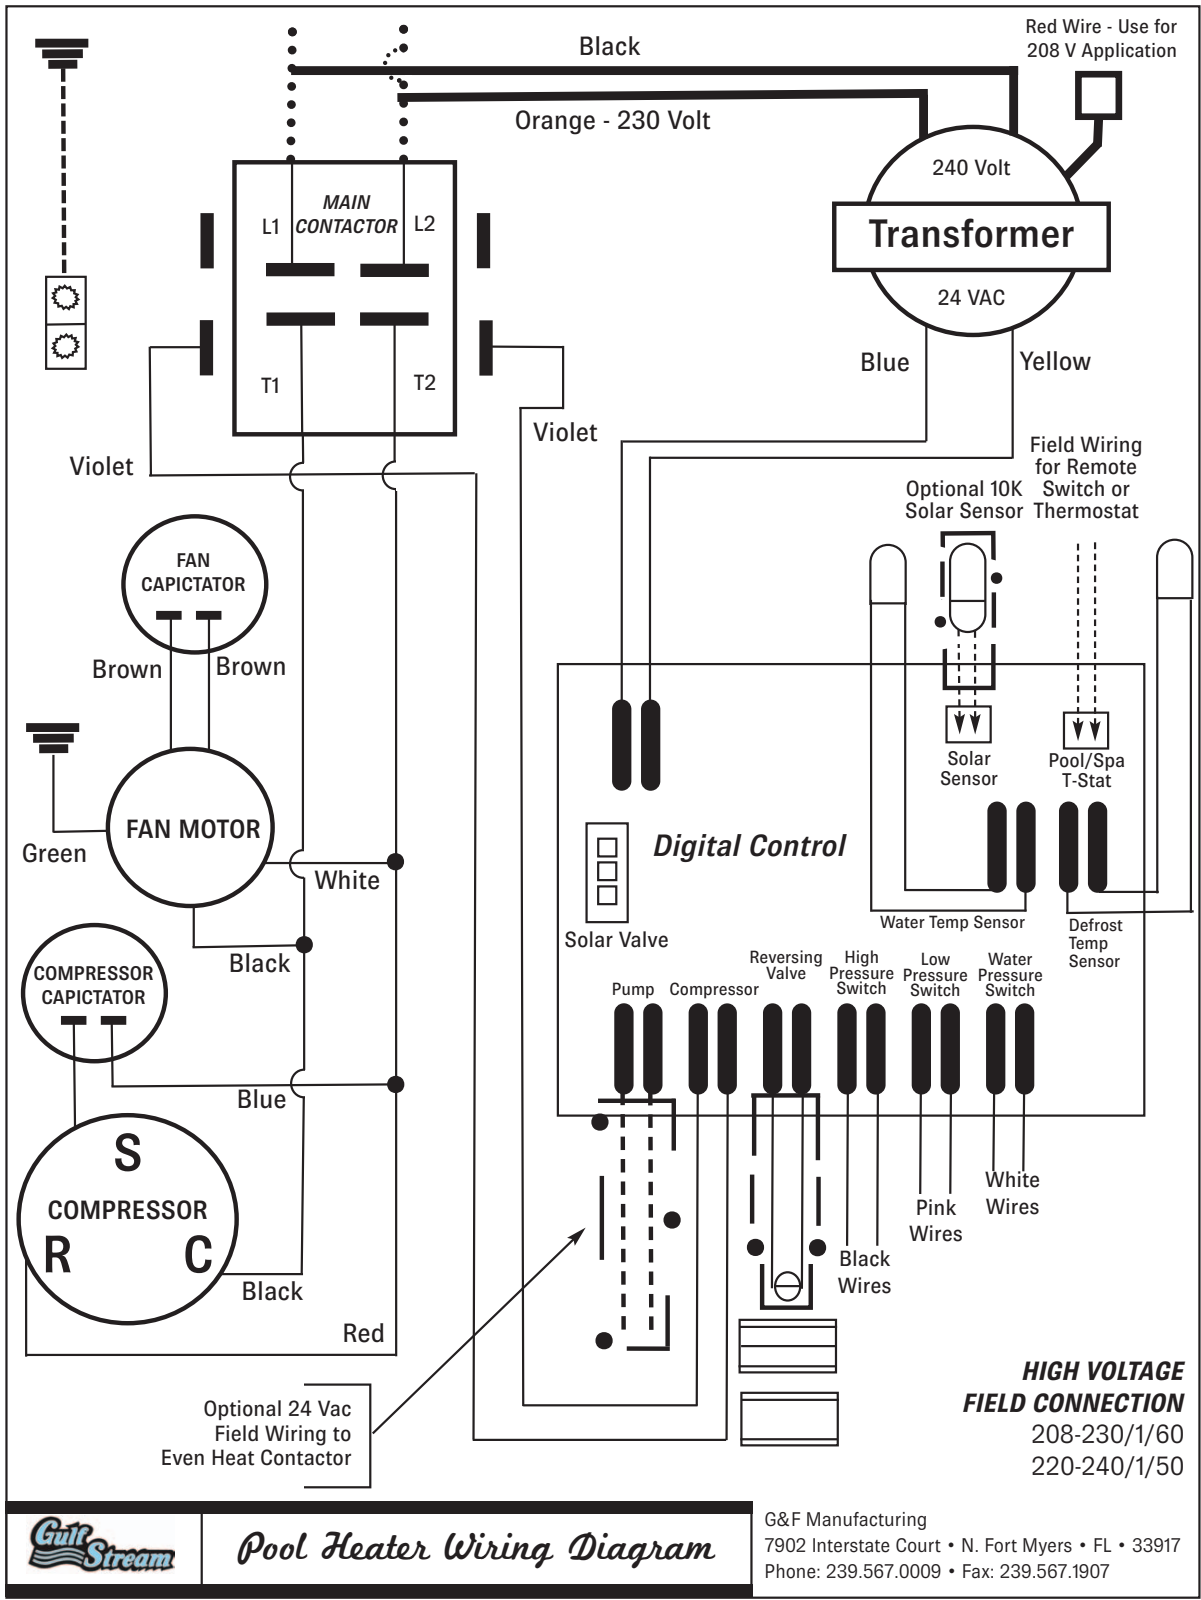 Black
Red Wire - Use for
208 V Application
Orange - 230 Volt
240 Volt
Transformer
24 VAC
MAIN
CONTACTOR
L1
L2
T1
T2
Blue
Yellow
Violet
Violet
Field Wiring
for Remote
Switch or
Thermostat
Optional 10K
Solar Sensor
FAN
CAPICTATOR
Brown
Brown
Solar
Sensor
Pool/Spa
T-Stat
FAN MOTOR
Green
White
Digital Control
Solar Valve
Water Temp Sensor
Defrost
Temp
Sensor
Black
COMPRESSOR
CAPICTATOR
Pump
Compressor
Reversing
Valve
High
Pressure
Switch
Low
Pressure
Switch
Water
Pressure
Switch
Blue
S
COMPRESSOR
R
C
Black
Red
White
Wires
Pink
Wires
Black
Wires
Optional 24 Vac
Field Wiring to
Even Heat Contactor
HIGH VOLTAGE
FIELD CONNECTION
208-230/1/60
220-240/1/50
Gulf
Stream
Pool Heater Wiring Diagram
G&F Manufacturing
7902 Interstate Court • N. Fort Myers • FL • 33917
Phone: 239.567.0009 • Fax: 239.567.1907